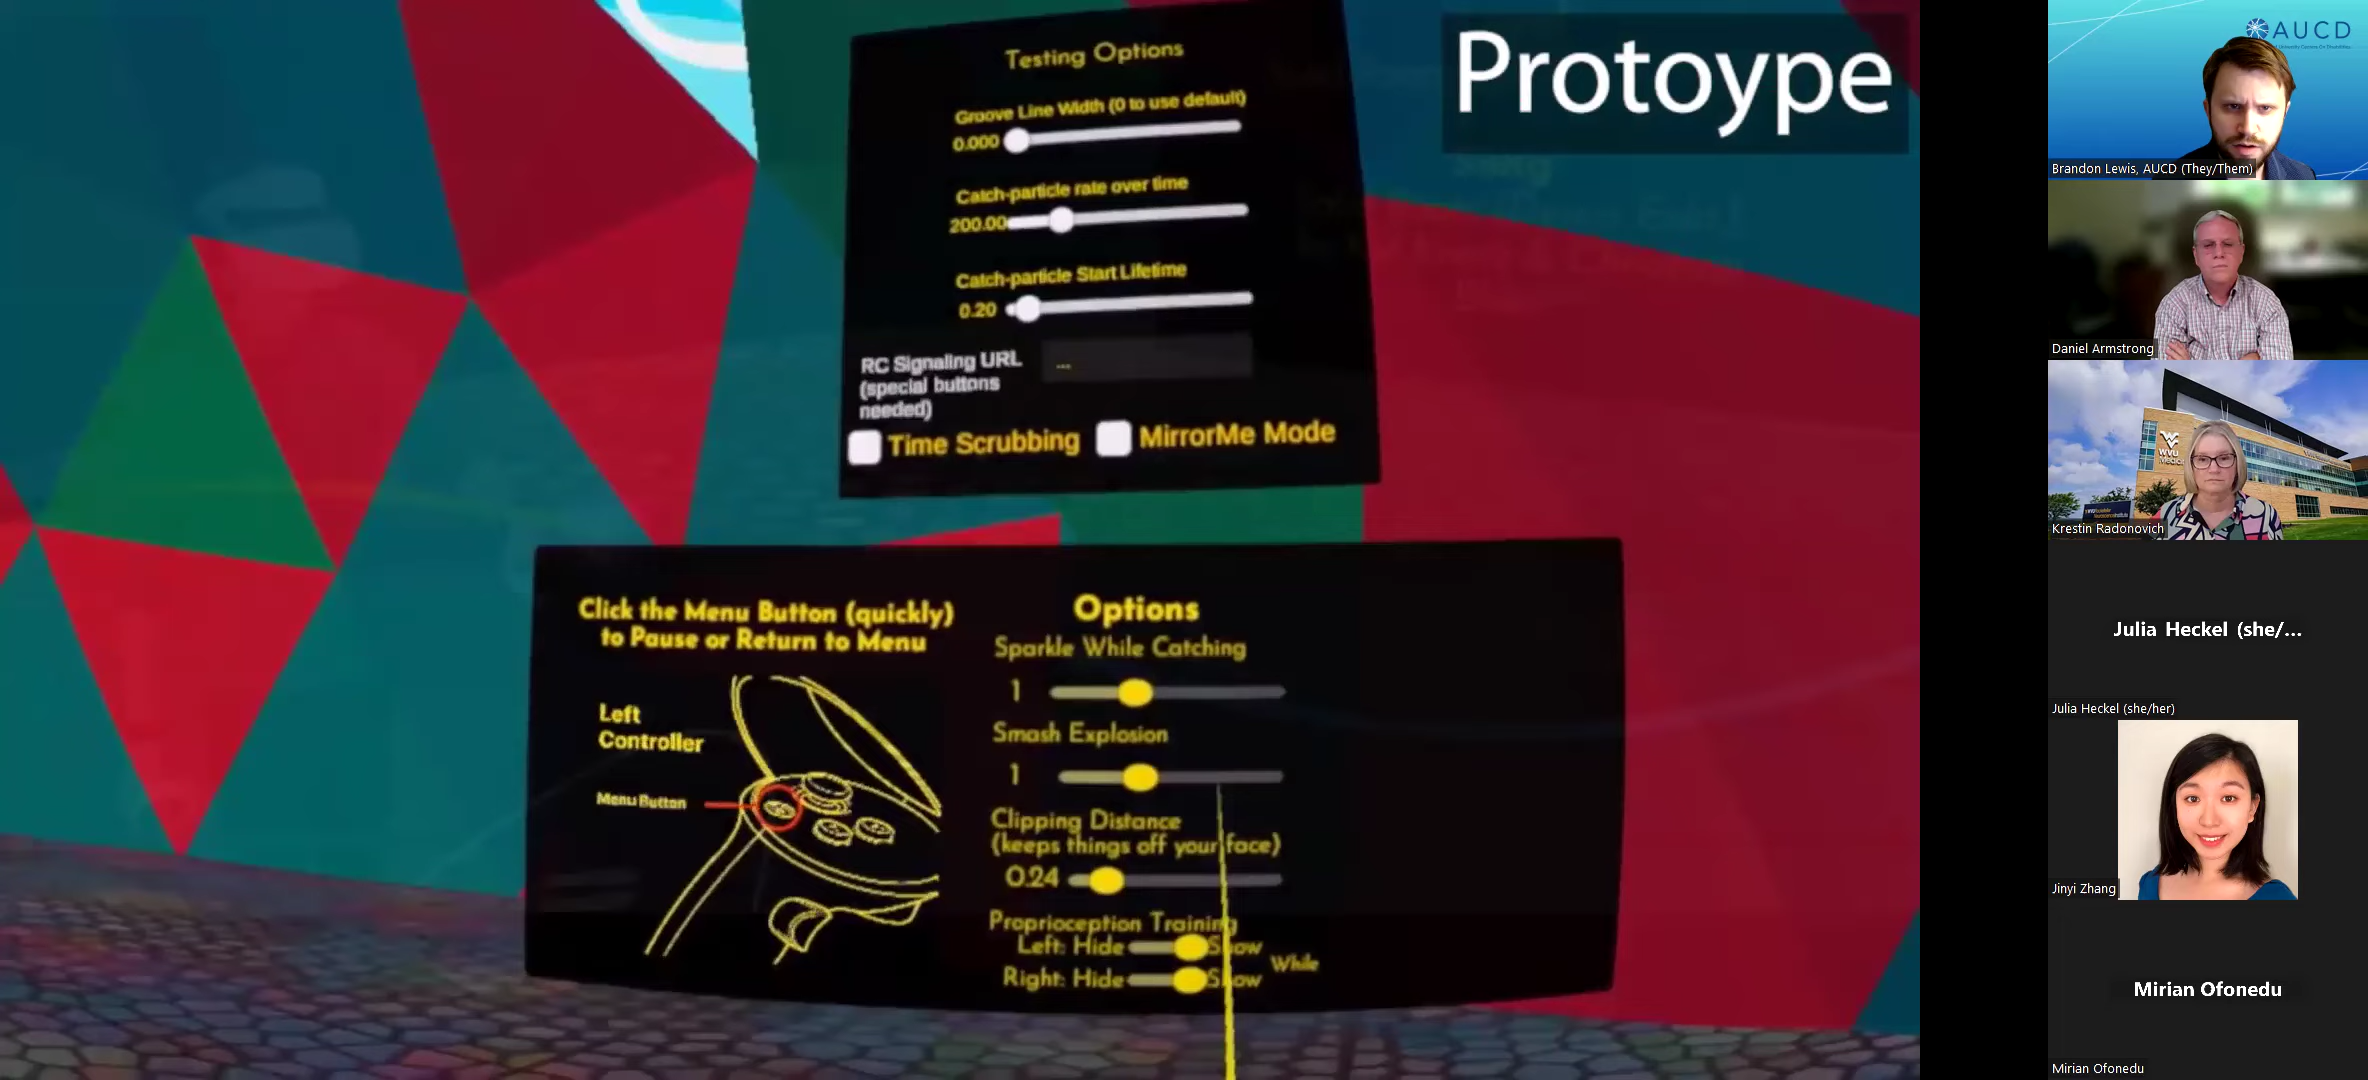 Testing Options
Groove Line Width (0 to use default)
0.000
Catch-particle rate over time
200.00
Catch-particle Start Lifetime
0.20
RC Signaling URL
(special buttons
needed)
...
Time Scrubbing
MirrorMe Mode
Protoype
Click the Menu Button (quickly)
to Pause or Return to Menu
Left
Controller
Menu Button
Options
Sparkle While Catching
1
Smash Explosion
1
Clipping Distance
(keeps things off your face)
0.24
Proprioception Training
Left: Hide Show
While
Right: Hide Show
AUCD
Brandon Lewis, AUCD (They/Them)
Daniel Armstrong
WVU
Krestin Radonovich
Julia Heckel (she/...
Julia Heckel (she/her)
Jinyi Zhang
Mirian Ofonedu
Mirian Ofonedu